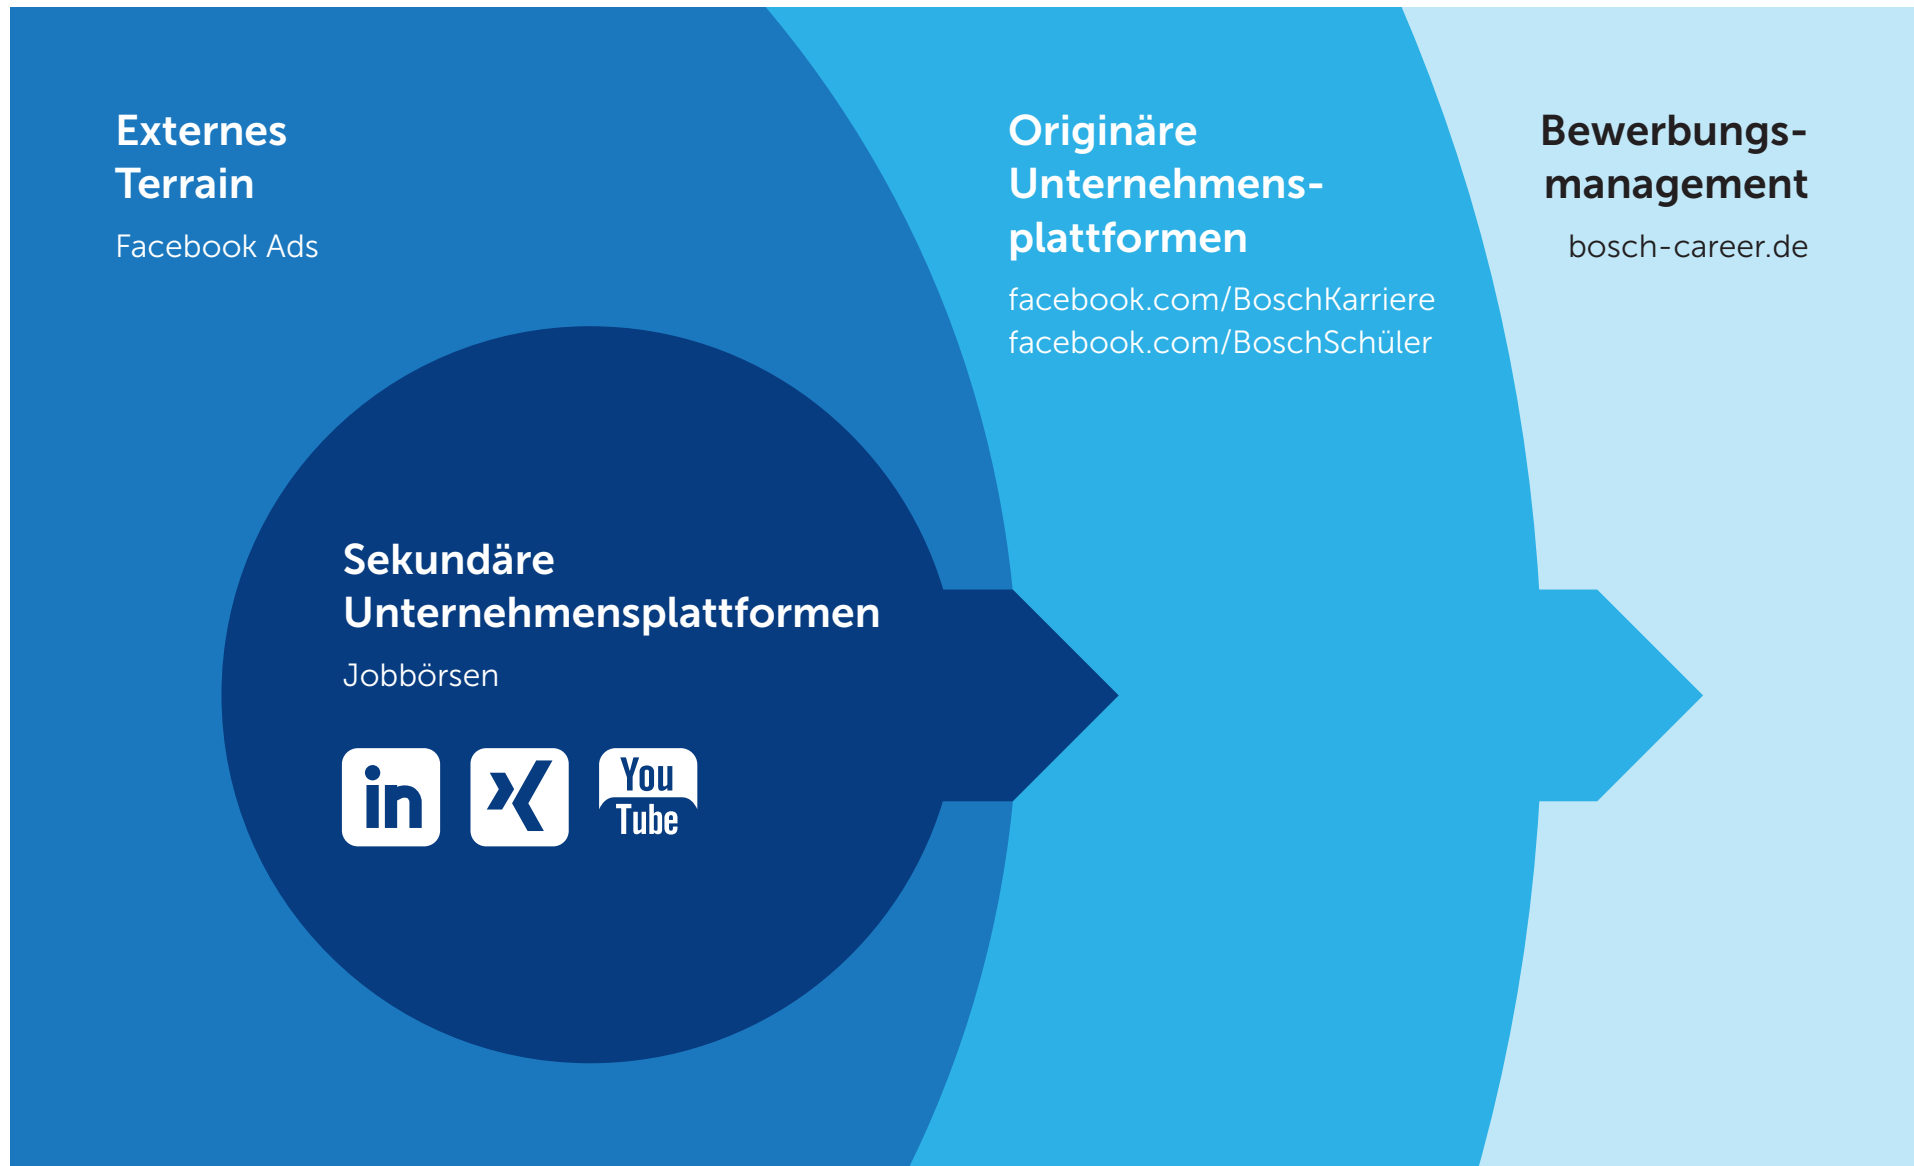 Externes
Terrain
Facebook Ads
Originäre
Unternehmens-
plattformen
facebook.com/BoschKarriere
facebook.com/BoschSchüler
Bewerbungs-
management
bosch-career.de
Sekundäre
Unternehmensplattformen
Jobbörsen
in
You
Tube